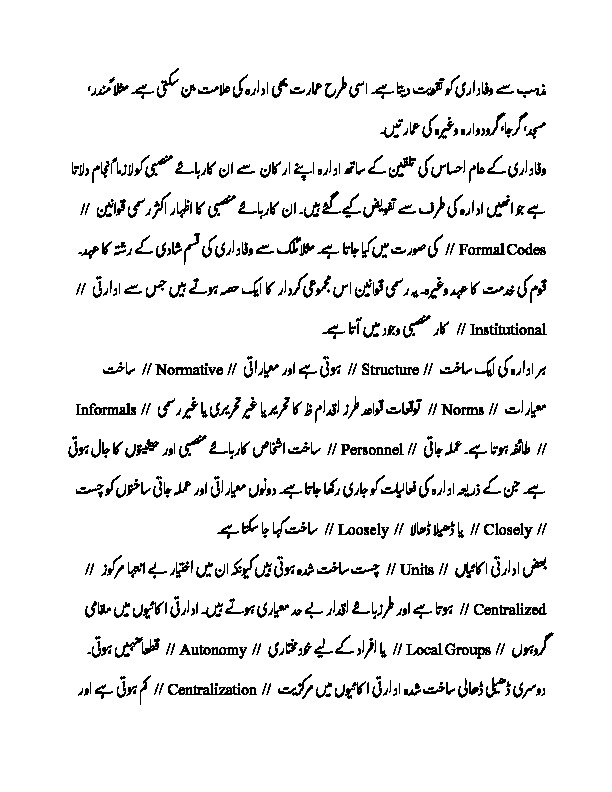 مذہب سے وفاداری کو تقویت دیتا ہے۔ اسی طرح عمارت بھی ادارہ کی علامت بن سکتی ہے۔ مثلاً مندر،
مسجد، گرجا، گرودوارہ وغیرہ کی عمارتیں۔
وفاداری کے عام احساس کی تلقین کے ساتھ ادارہ اپنے ارکان سے ان کارہائے منصبی کو لازماً انجام دلاتا
ہے جو انھیں ادارہ کی طرف سے تفویض کیے گئے ہیں۔ ان کارہائے منصبی کا اظہار اکثر رسمی قوانین //
Formal Codes // کی صورت میں کیا جاتا ہے۔ مثلاً ملک سے وفاداری کی قسم شادی کے رشتہ کا عہد۔
قوم کی خدمت کا عہد وغیرہ۔ یہ رسمی قوانین اس مجموعی کردار کا ایک حصہ ہوتے ہیں جس سے ادارتی //
Institutional // کار منصبی وجود میں آتا ہے۔
ہر ادارہ کی ایک ساخت // Structure // ہوتی ہے اور معیاراتی // Normative // ساخت
معیارات // Norms // توقعات قواعد طرز اقدام ظ کا تحریر یا غیر تحریری یا غیر رسمی // Informals
// طائفہ ہوتا ہے۔ عملہ جاتی // Personnel // ساخت اشخاص کارہائے منصبی اور حیثیتوں کا جال ہوتی
ہے۔ جن کے ذریعہ ادارہ کی فعالیات کو جاری رکھا جاتا ہے۔ دونوں معیاراتی اور عملہ جاتی ساختوں کو چست
// Closely // یا ڈھیلا ڈھالا // Loosely // ساخت کہا جا سکتا ہے۔
بعض ادارتی اکائیاں // Units // چست ساخت شدہ ہوتی ہیں کیونکہ ان میں اختیار بے انتہا مرکوز //
Centralized // ہوتا ہے اور طرزہائے اقدار بے حد معیاری ہوتے ہیں۔ ادارتی اکائیوں میں مقامی
گروہوں // Local Groups // یا افراد کے لیے خود مختاری // Autonomy // قطعاً نہیں ہوتی۔
دوسری ڈھیلی ڈھالی ساخت شدہ ادارتی اکائیوں میں مرکزیت // Centralization // کم ہوتی ہے اور